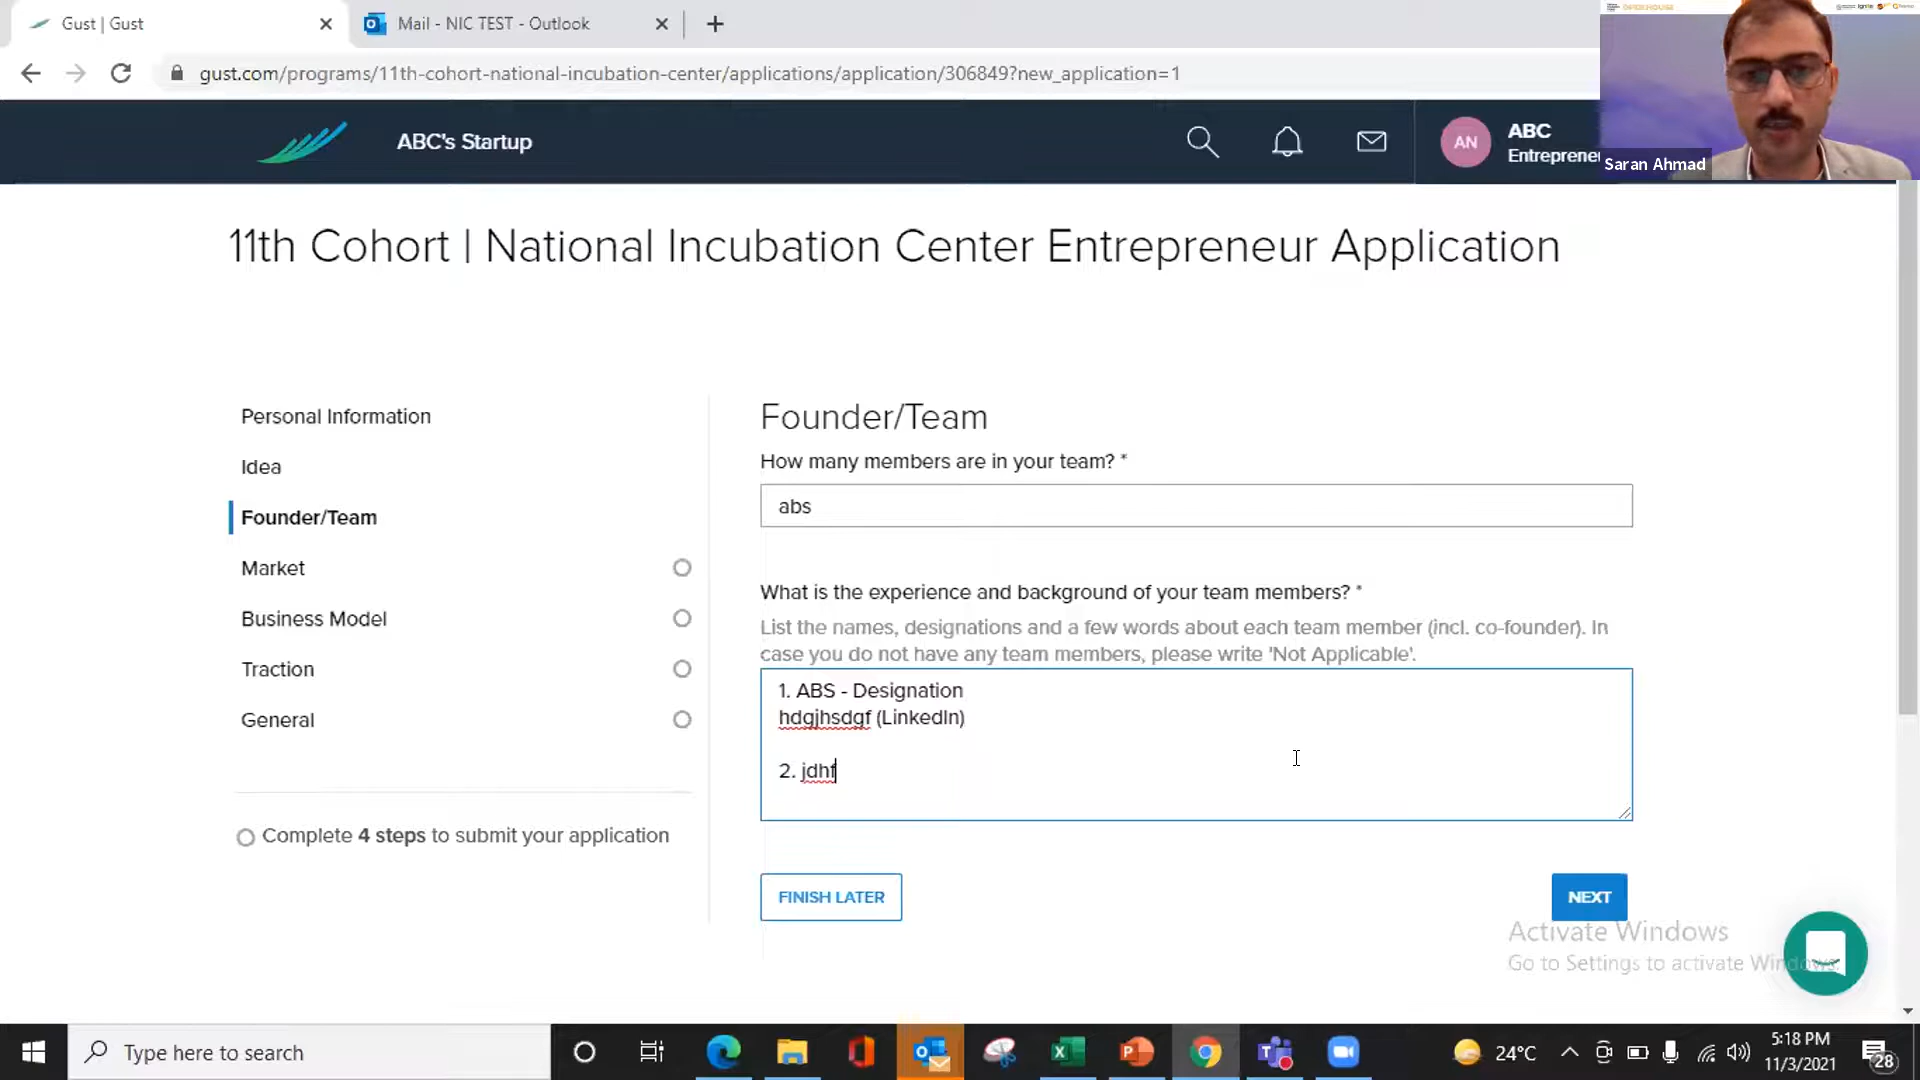 Gust | Gust
Mail - NIC TEST - Outlook
gust.com/programs/11th-cohort-national-incubation-center/applications/application/306849?new_application=1
ABC's Startup
AN
ABC
Entreprene
Saran Ahmad
11th Cohort | National Incubation Center Entrepreneur Application
Personal Information
Idea
Founder/Team
Market
Business Model
Traction
General
Complete 4 steps to submit your application
Founder/Team
How many members are in your team? *
abs
What is the experience and background of your team members? *
List the names, designations and a few words about each team member (incl. co-founder). In
case you do not have any team members, please write 'Not Applicable'.
1. ABS - Designation
hdgjhsdgf (LinkedIn)
2. jdhf
FINISH LATER
NEXT
Activate Windows
Go to Settings to activate Windows.
Type here to search
24°C
5:18 PM
11/3/2021
28